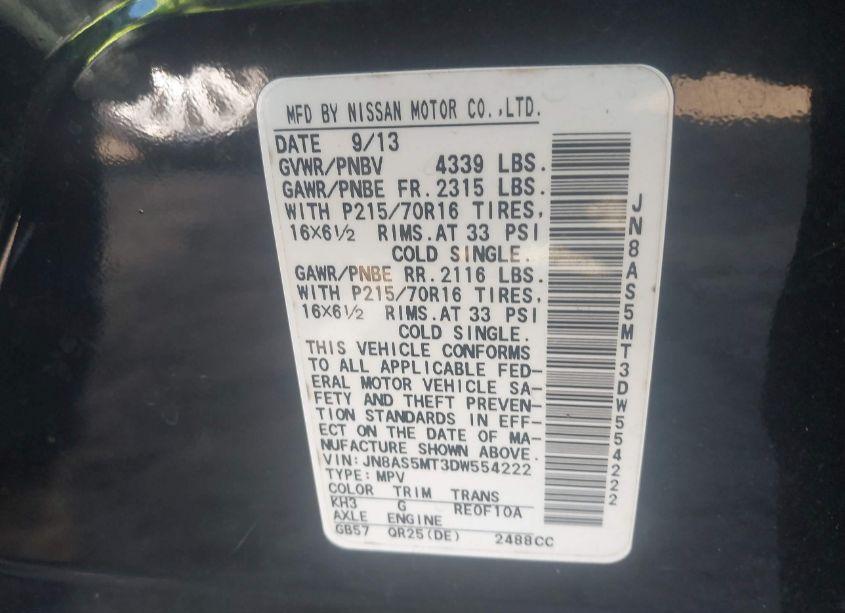 MFD BY NISSAN MOTOR CO.,LTD.
DATE 9/13
GVWR/PNBV 4339 LBS.
GAWR/PNBE FR. 2315 LBS.
WITH P215/70R16 TIRES,
16X6½ RIMS. AT 33 PSI
COLD SINGLE.
GAWR/PNBE RR. 2116 LBS.
WITH P215/70R16 TIRES,
16X6½ RIMS. AT 33 PSI
COLD SINGLE.
THIS VEHICLE CONFORMS
TO ALL APPLICABLE FED-
ERAL MOTOR VEHICLE SA-
FETY AND THEFT PREVEN-
TION STANDARDS IN EFF-
ECT ON THE DATE OF MA-
NUFACTURE SHOWN ABOVE.
VIN: JN8AS5MT3DW554222
TYPE: MPV
COLOR TRIM TRANS
KH3 G RE0F10A
AXLE ENGINE
GB57 QR25(DE) 2488CC
JN8AS5MT3DW554222